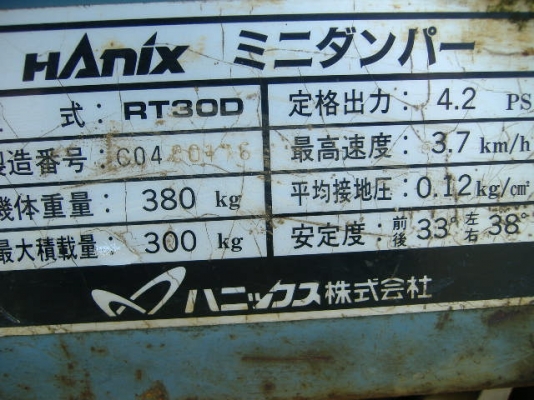 HAnix ミニダンパー
式：RT30D 定格出力：4.2 PS
製造番号：C04 最高速度：3.7 km/h
機体重量：380 kg 平均接地圧：0.12 kg/cm²
最大積載量：300 kg 安定度：前後 33° 左右 38°
ハニックス株式会社